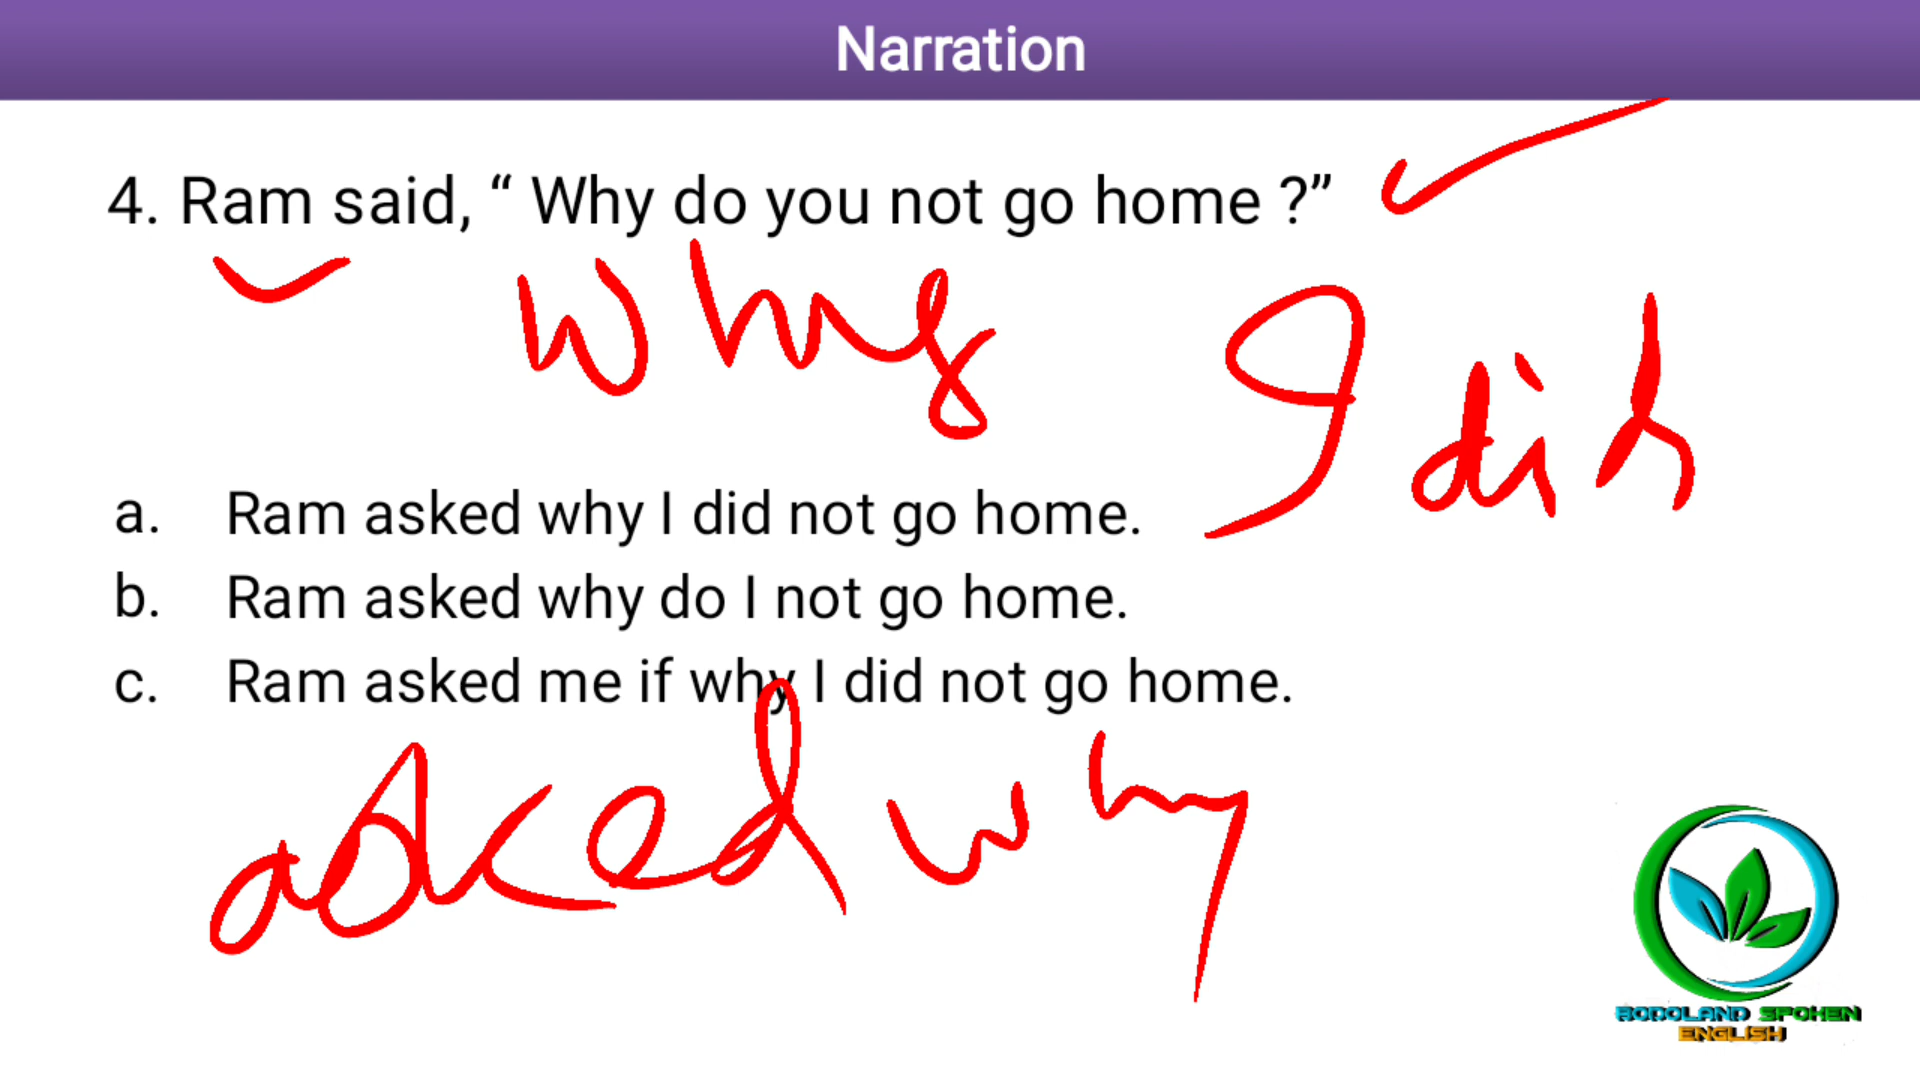 Narration
4. Ram said, “ Why do you not go home ?”
why I did
a. Ram asked why I did not go home.
b. Ram asked why do I not go home.
c. Ram asked me if why I did not go home.
asked why
BODOLAND SPOKEN
ENGLISH